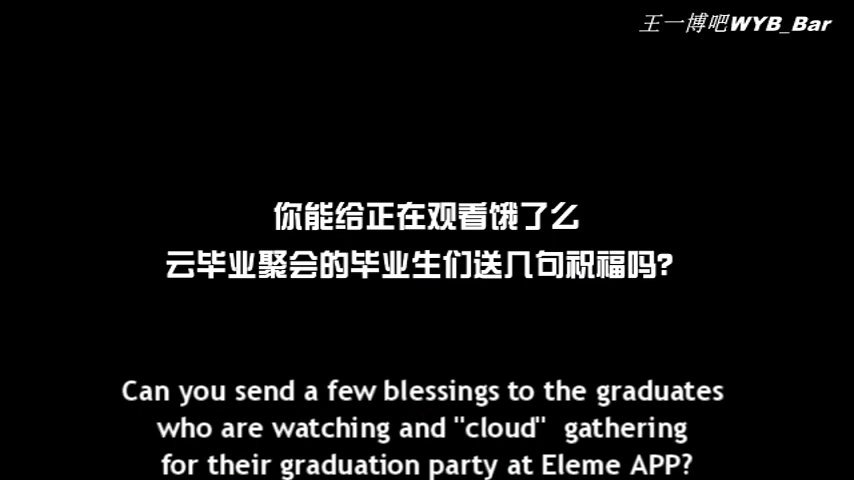 王一博吧WYB_Bar
你能给正在观看饿了么
云毕业聚会的毕业生们送几句祝福吗?
Can you send a few blessings to the graduates
who are watching and "cloud" gathering
for their graduation party at Eleme APP?